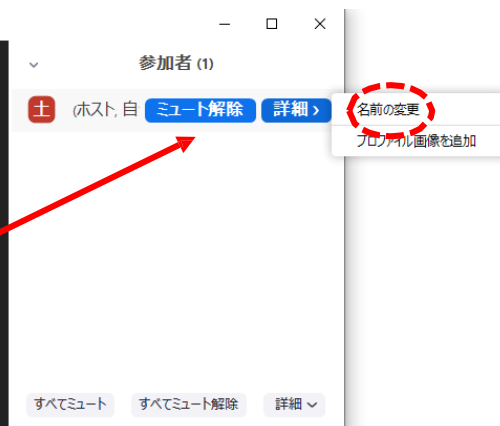 参加者 (1)
土 (ホスト, 自 ミュート解除 詳細 >
名前の変更
プロファイル画像を追加
すべてミュート すべてミュート解除 詳細